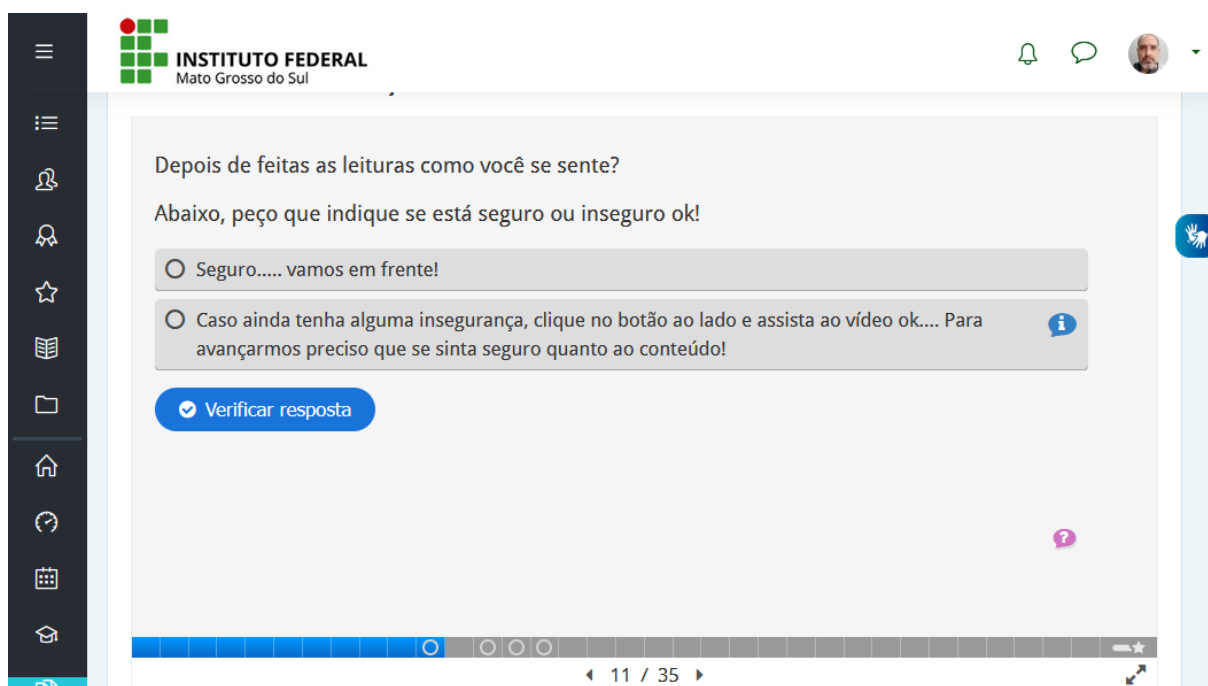 INSTITUTO FEDERAL
Mato Grosso do Sul
Depois de feitas as leituras como você se sente?
Abaixo, peço que indique se está seguro ou inseguro ok!
Seguro..... vamos em frente!
Caso ainda tenha alguma insegurança, clique no botão ao lado e assista ao vídeo ok.... Para
avançarmos preciso que se sinta seguro quanto ao conteúdo!
Verificar resposta
11 / 35